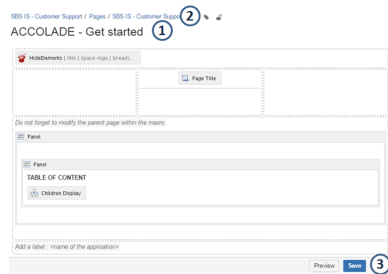 SBS IS - Customer Support / Pages / SBS IS - Customer Suppo 2
ACCOLADE - Get started 1
HideElements | title | space-logo | breadc...
Page Title
Do not forget to modify the parent page within the macro.
Panel
Panel
TABLE OF CONTENT
Children Display
Add a label : <name of the application>
Preview Save 3